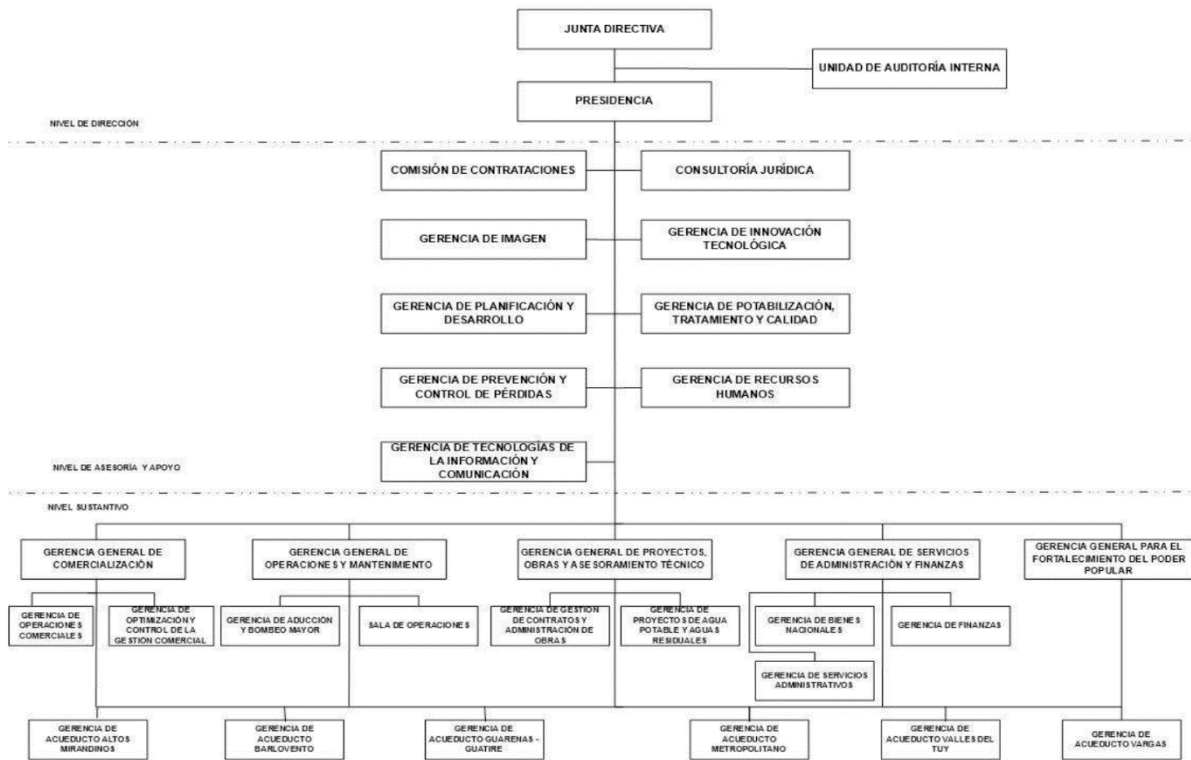 JUNTA DIRECTIVA
UNIDAD DE AUDITORÍA INTERNA
PRESIDENCIA
NIVEL DE DIRECCIÓN
COMISIÓN DE CONTRATACIONES
CONSULTORÍA JURÍDICA
GERENCIA DE IMAGEN
GERENCIA DE INNOVACIÓN
TECNOLÓGICA
GERENCIA DE PLANIFICACIÓN Y
DESARROLLO
GERENCIA DE POTABILIZACIÓN,
TRATAMIENTO Y CALIDAD
GERENCIA DE PREVENCIÓN Y
CONTROL DE PÉRDIDAS
GERENCIA DE RECURSOS
HUMANOS
GERENCIA DE TECNOLOGÍAS DE
LA INFORMACIÓN Y
COMUNICACIÓN
NIVEL DE ASESORÍA Y APOYO
NIVEL SUSTANTIVO
GERENCIA GENERAL DE
COMERCIALIZACIÓN
GERENCIA GENERAL DE
OPERACIONES Y MANTENIMIENTO
GERENCIA GENERAL DE PROYECTOS,
OBRAS Y ASESORAMIENTO TÉCNICO
GERENCIA GENERAL DE SERVICIOS
DE ADMINISTRACIÓN Y FINANZAS
GERENCIA GENERAL PARA EL
FORTALECIMIENTO DEL PODER
POPULAR
GERENCIA DE
OPERACIONES
COMERCIALES
GERENCIA DE
OPTIMIZACIÓN Y
CONTROL DE LA
GESTIÓN COMERCIAL
GERENCIA DE ADUCCIÓN
Y BOMBEO MAYOR
SALA DE OPERACIONES
GERENCIA DE GESTIÓN
DE CONTRATOS Y
ADMINISTRACIÓN DE
OBRAS
GERENCIA DE
PROYECTOS DE AGUA
POTABLE Y AGUAS
RESIDUALES
GERENCIA DE BIENES
NACIONALES
GERENCIA DE FINANZAS
GERENCIA DE SERVICIOS
ADMINISTRATIVOS
GERENCIA DE
ACUEDUCTO ALTOS
MIRANDINOS
GERENCIA DE
ACUEDUCTO
BARLOVENTO
GERENCIA DE
ACUEDUCTO GUARENAS -
GUATIRE
GERENCIA DE
ACUEDUCTO
METROPOLITANO
GERENCIA DE
ACUEDUCTO VALLES DEL
TUY
GERENCIA DE
ACUEDUCTO VARGAS